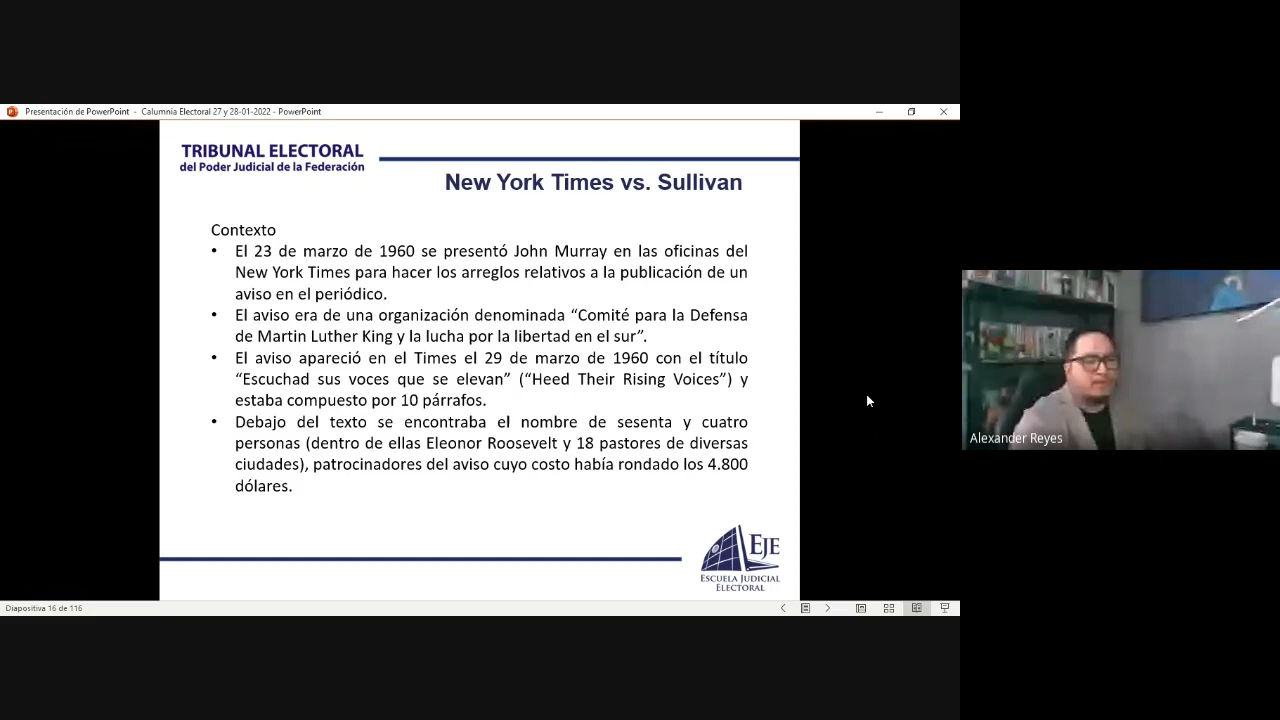 Presentación de PowerPoint - Calumnia Electoral 27 y 28-01-2022 - PowerPoint
TRIBUNAL ELECTORAL
del Poder Judicial de la Federación
New York Times vs. Sullivan
Contexto
• El 23 de marzo de 1960 se presentó John Murray en las oficinas del
New York Times para hacer los arreglos relativos a la publicación de un
aviso en el periódico.
• El aviso era de una organización denominada “Comité para la Defensa
de Martin Luther King y la lucha por la libertad en el sur”.
• El aviso apareció en el Times el 29 de marzo de 1960 con el título
“Escuchad sus voces que se elevan” (“Heed Their Rising Voices”) y
estaba compuesto por 10 párrafos.
• Debajo del texto se encontraba el nombre de sesenta y cuatro
personas (dentro de ellas Eleonor Roosevelt y 18 pastores de diversas
ciudades), patrocinadores del aviso cuyo costo había rondado los 4.800
dólares.
EJE
ESCUELA JUDICIAL
ELECTORAL
Diapositiva 16 de 116
Alexander Reyes